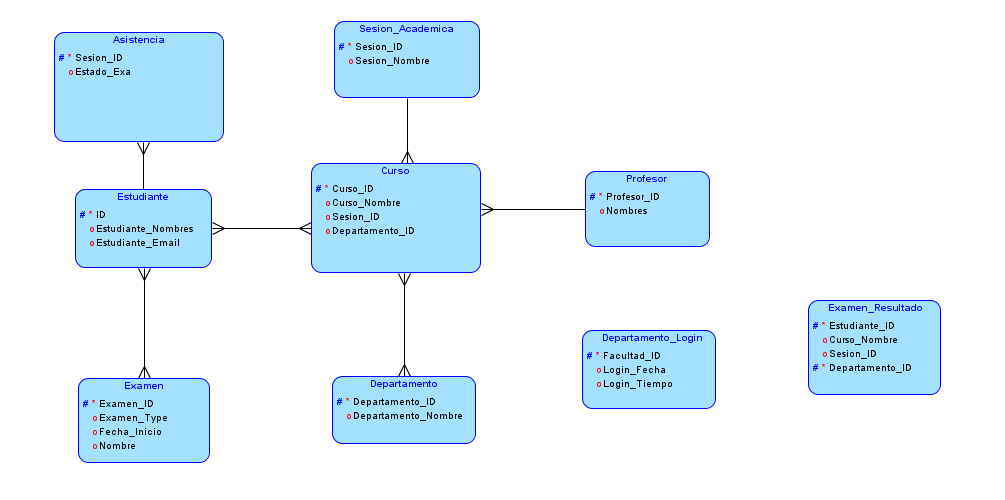 Asistencia
# * Sesion_ID
o Estado_Exa
Sesion_Academica
# * Sesion_ID
o Sesion_Nombre
Estudiante
# * ID
o Estudiante_Nombres
o Estudiante_Email
Curso
# * Curso_ID
o Curso_Nombre
o Sesion_ID
o Departamento_ID
Profesor
# * Profesor_ID
o Nombres
Examen
# * Examen_ID
o Examen_Type
o Fecha_Inicio
o Nombre
Departamento
# * Departamento_ID
o Departamento_Nombre
Departamento_Login
# * Facultad_ID
o Login_Fecha
o Login_Tiempo
Examen_Resultado
# * Estudiante_ID
o Curso_Nombre
o Sesion_ID
# * Departamento_ID